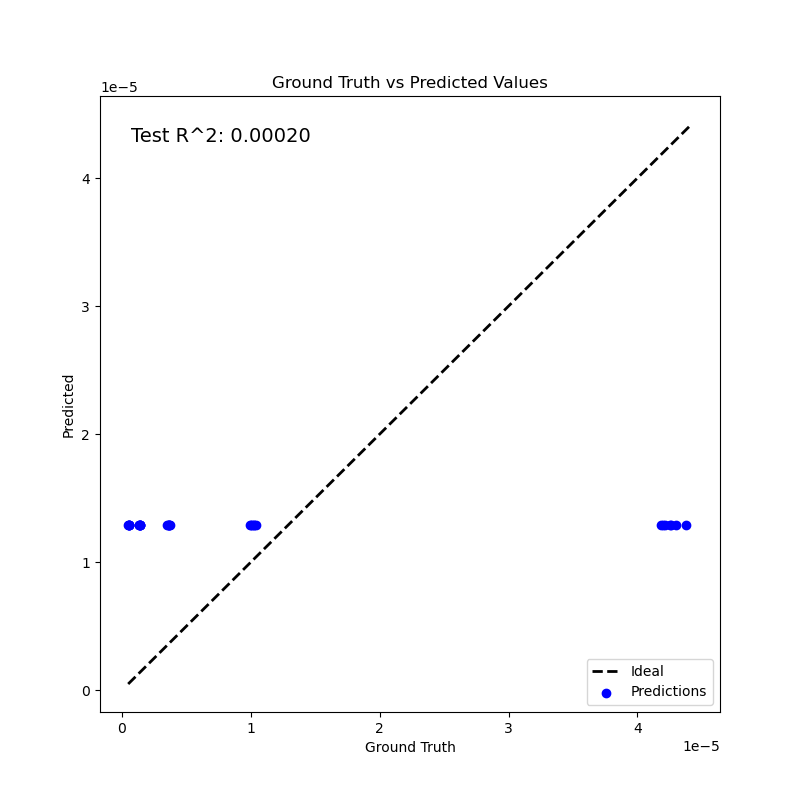 Ground Truth vs Predicted Values
1e−5
Test R^2: 0.00020
4
3
2
1
0
Predicted
0 1 2 3 4
1e−5
Ground Truth
Ideal
Predictions